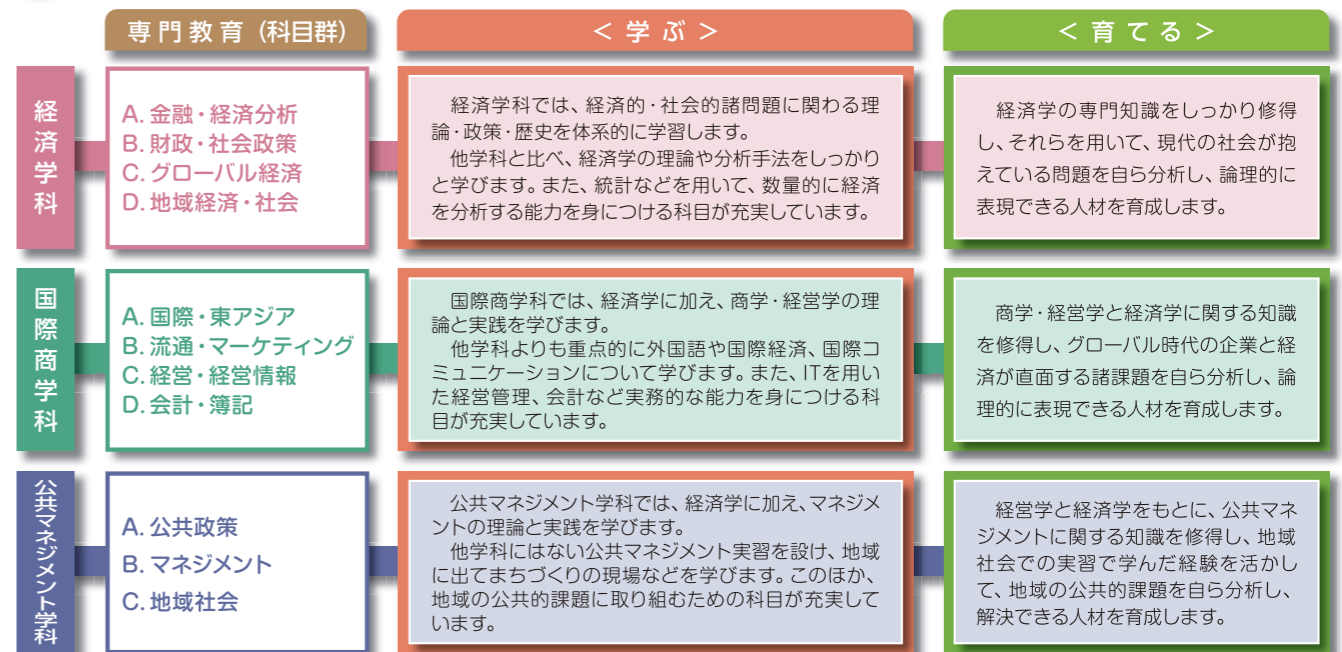 専門教育（科目群）
＜学ぶ＞
＜育てる＞
経済学科
A. 金融・経済分析
B. 財政・社会政策
C. グローバル経済
D. 地域経済・社会
経済学科では、経済的・社会的諸問題に関わる理
論・政策・歴史を体系的に学習します。
他学科と比べ、経済学の理論や分析手法をしっかり
と学びます。また、統計などを用いて、数量的に経済
を分析する能力を身につける科目が充実しています。
経済学の専門知識をしっかり修得
し、それらを用いて、現代の社会が抱
えている問題を自ら分析し、論理的に
表現できる人材を育成します。
国際商学科
A. 国際・東アジア
B. 流通・マーケティング
C. 経営・経営情報
D. 会計・簿記
国際商学科では、経済学に加え、商学・経営学の理
論と実践を学びます。
他学科よりも重点的に外国語や国際経済、国際コ
ミュニケーションについて学びます。また、ITを用い
た経営管理、会計など実務的な能力を身につける科
目が充実しています。
商学・経営学と経済学に関する知識
を修得し、グローバル時代の企業と経
済が直面する諸課題を自ら分析し、論
理的に表現できる人材を育成します。
公共マネジメント学科
A. 公共政策
B. マネジメント
C. 地域社会
公共マネジメント学科では、経済学に加え、マネジメ
ントの理論と実践を学びます。
他学科にはない公共マネジメント実習を設け、地域
に出てまちづくりの現場などを学びます。このほか、
地域の公共的課題に取り組むための科目が充実して
います。
経営学と経済学をもとに、公共マネ
ジメントに関する知識を修得し、地域
社会での実習で学んだ経験を活かし
て、地域の公共的課題を自ら分析し、
解決できる人材を育成します。